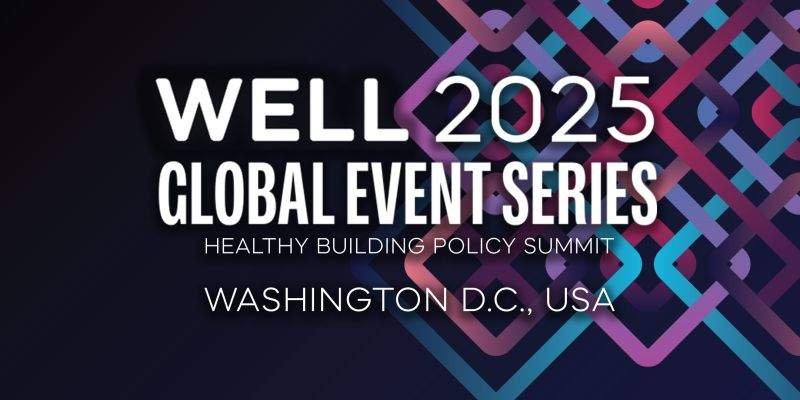 WELL 2025
GLOBAL EVENT SERIES
HEALTHY BUILDING POLICY SUMMIT
WASHINGTON D.C., USA